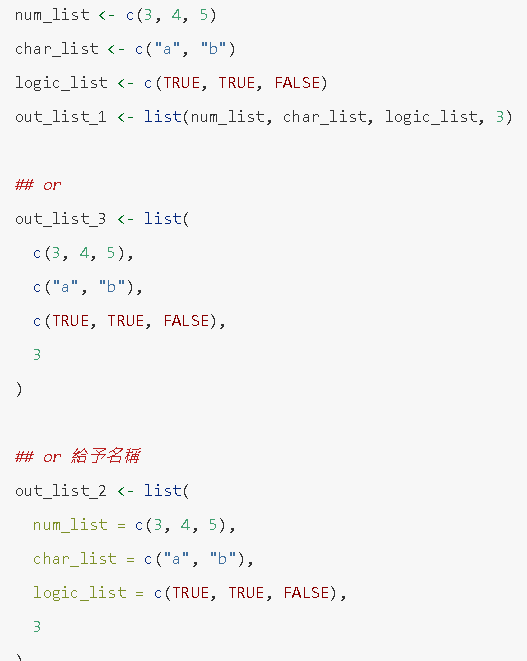 num_list <- c(3, 4, 5)
char_list <- c("a", "b")
logic_list <- c(TRUE, TRUE, FALSE)
out_list_1 <- list(num_list, char_list, logic_list, 3)
## or
out_list_3 <- list(
c(3, 4, 5),
c("a", "b"),
c(TRUE, TRUE, FALSE),
3
)
## or 給予名稱
out_list_2 <- list(
num_list = c(3, 4, 5),
char_list = c("a", "b"),
logic_list = c(TRUE, TRUE, FALSE),
3
)